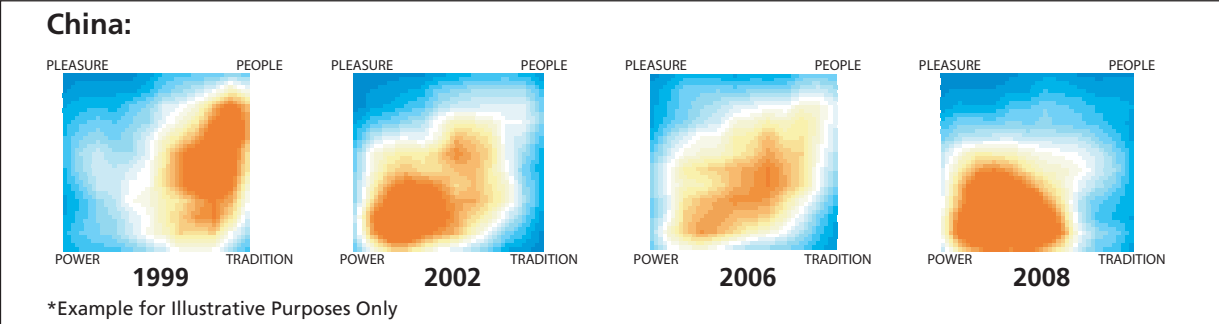 China:
PLEASURE PEOPLE PLEASURE PEOPLE PLEASURE PEOPLE PLEASURE PEOPLE
POWER TRADITION POWER TRADITION POWER TRADITION POWER TRADITION
1999 2002 2006 2008
*Example for Illustrative Purposes Only